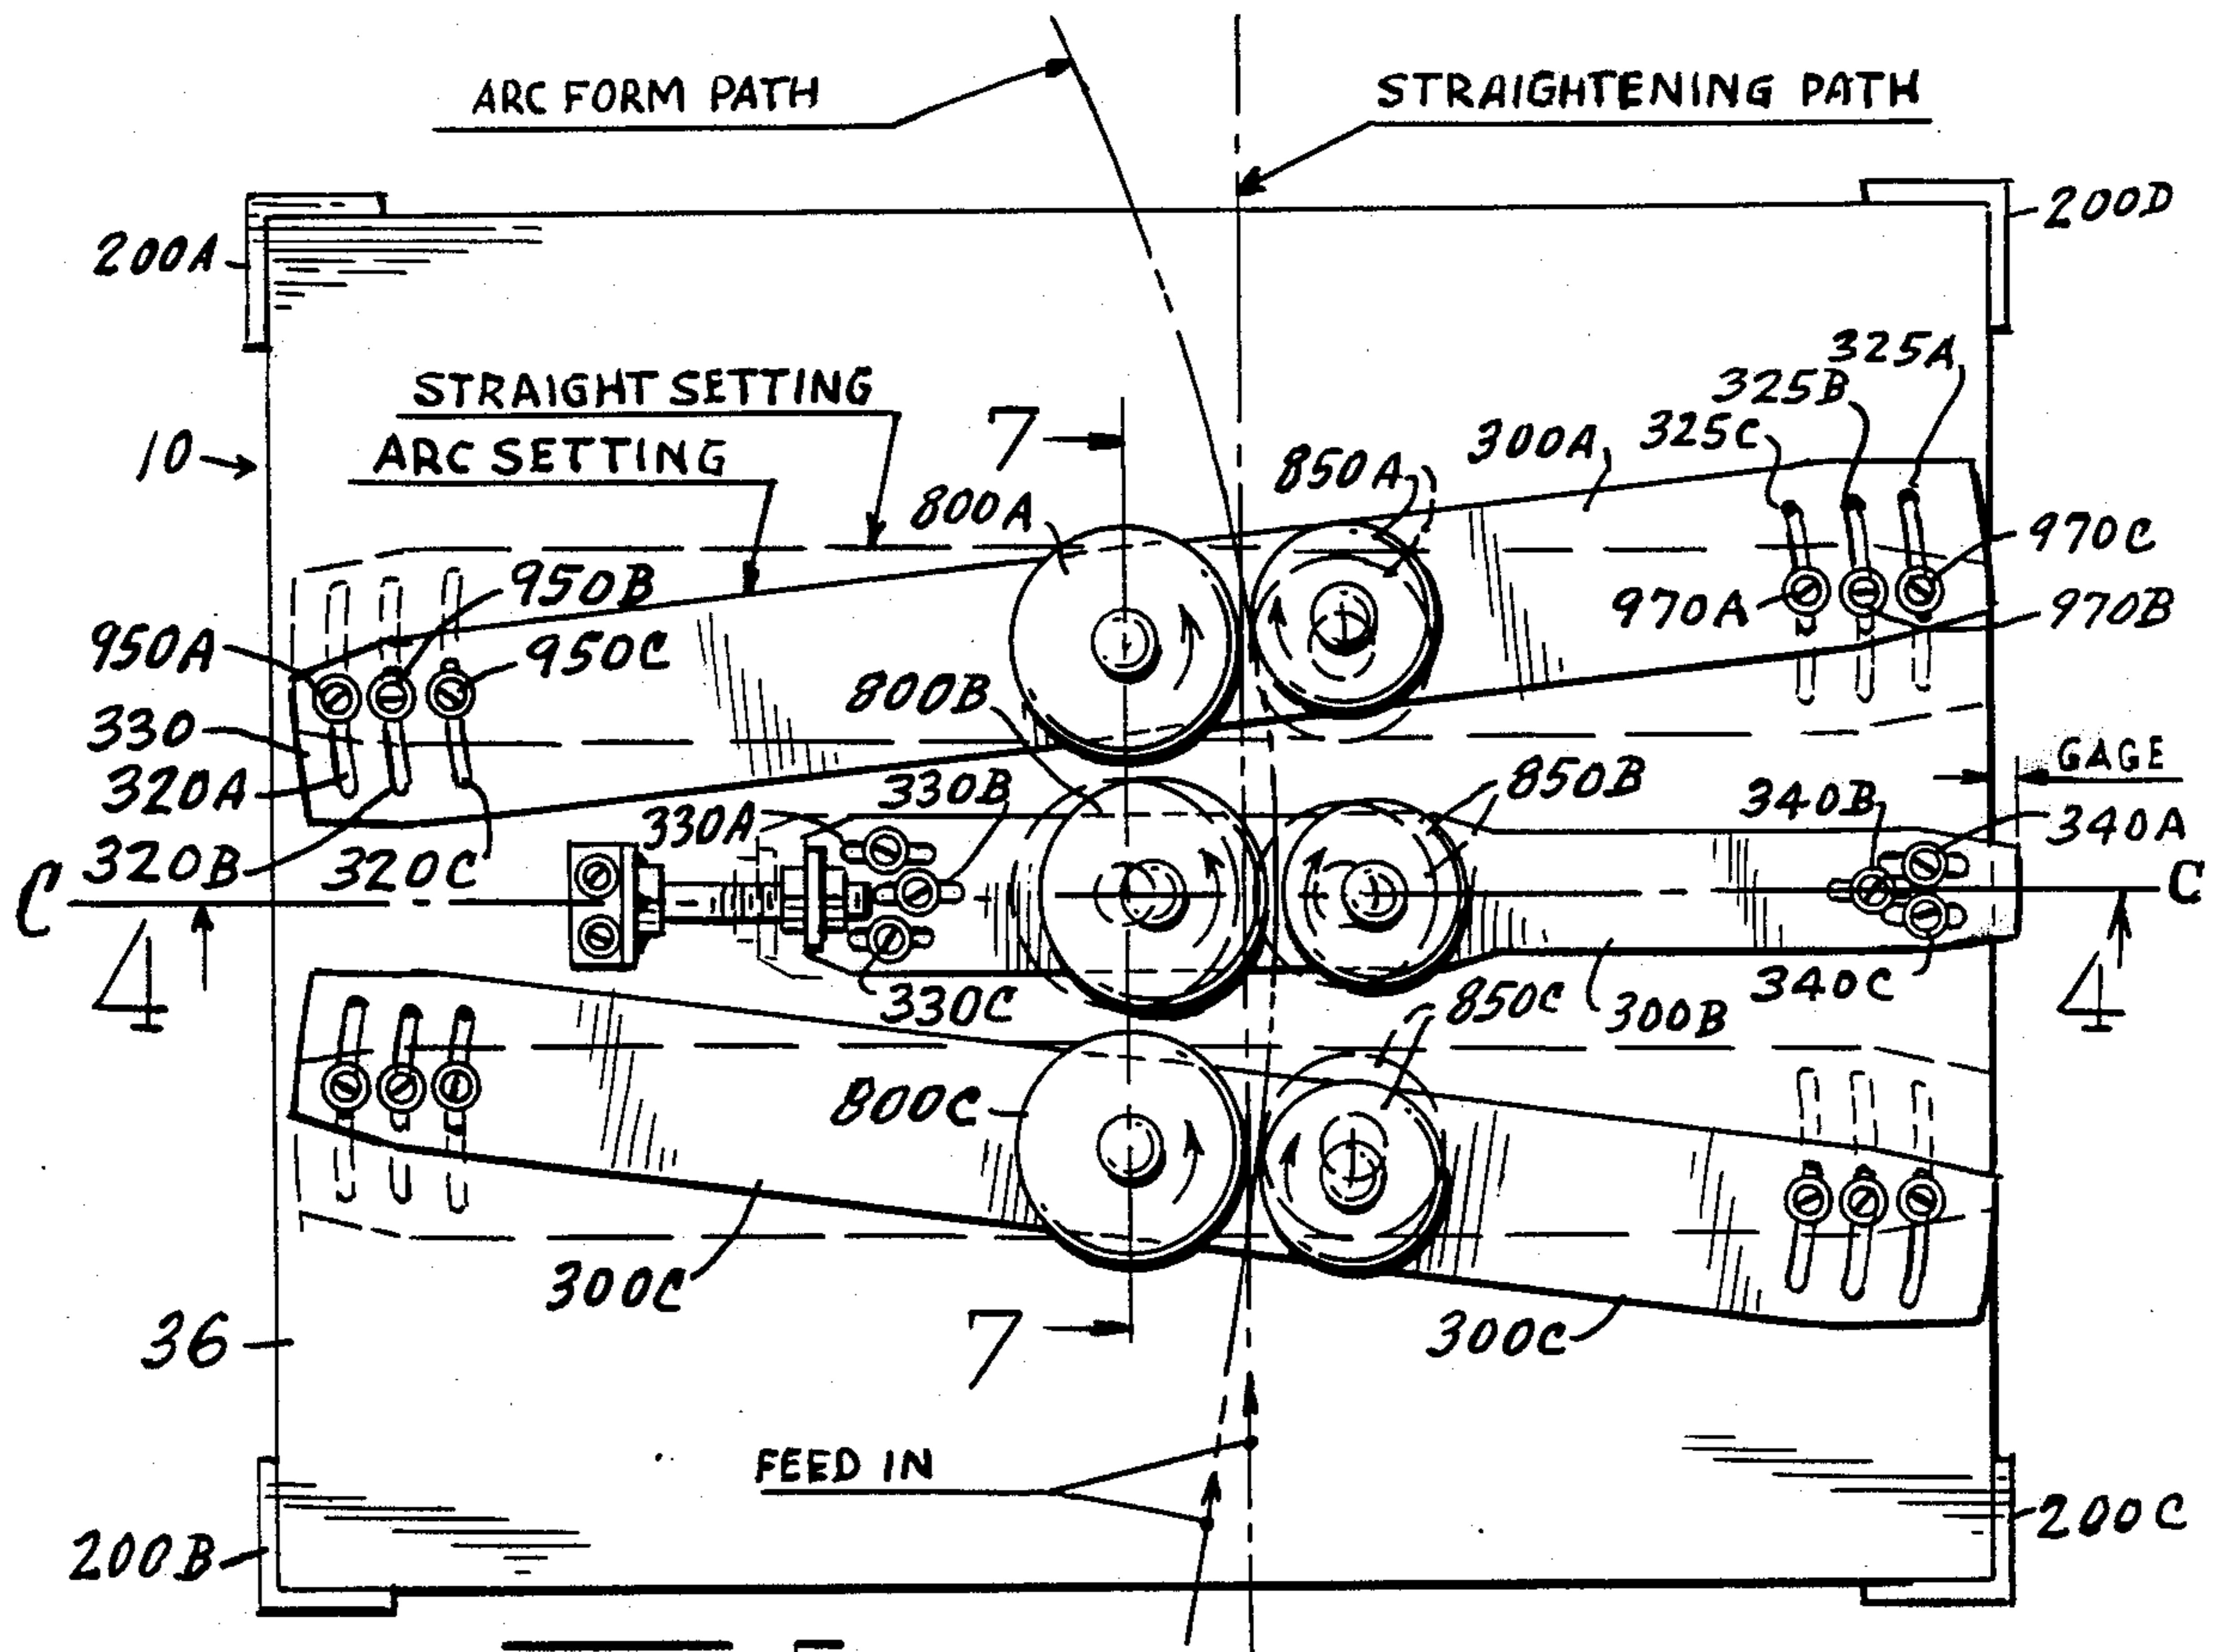 ARC FORM PATH
STRAIGHTENING PATH
200A
200D
325A
STRAIGHT SETTING
325B
7
300A
325C
10
ARC SETTING
850A
800A
970C
950B
970A
970B
950A
950C
800B
330
GAGE
320A
330B
850B
340B
330A
340A
320B
320C
C
C
4
330C
850C
340C
300B
4
800C
300C
36
7
300C
FEED IN
200B
200C